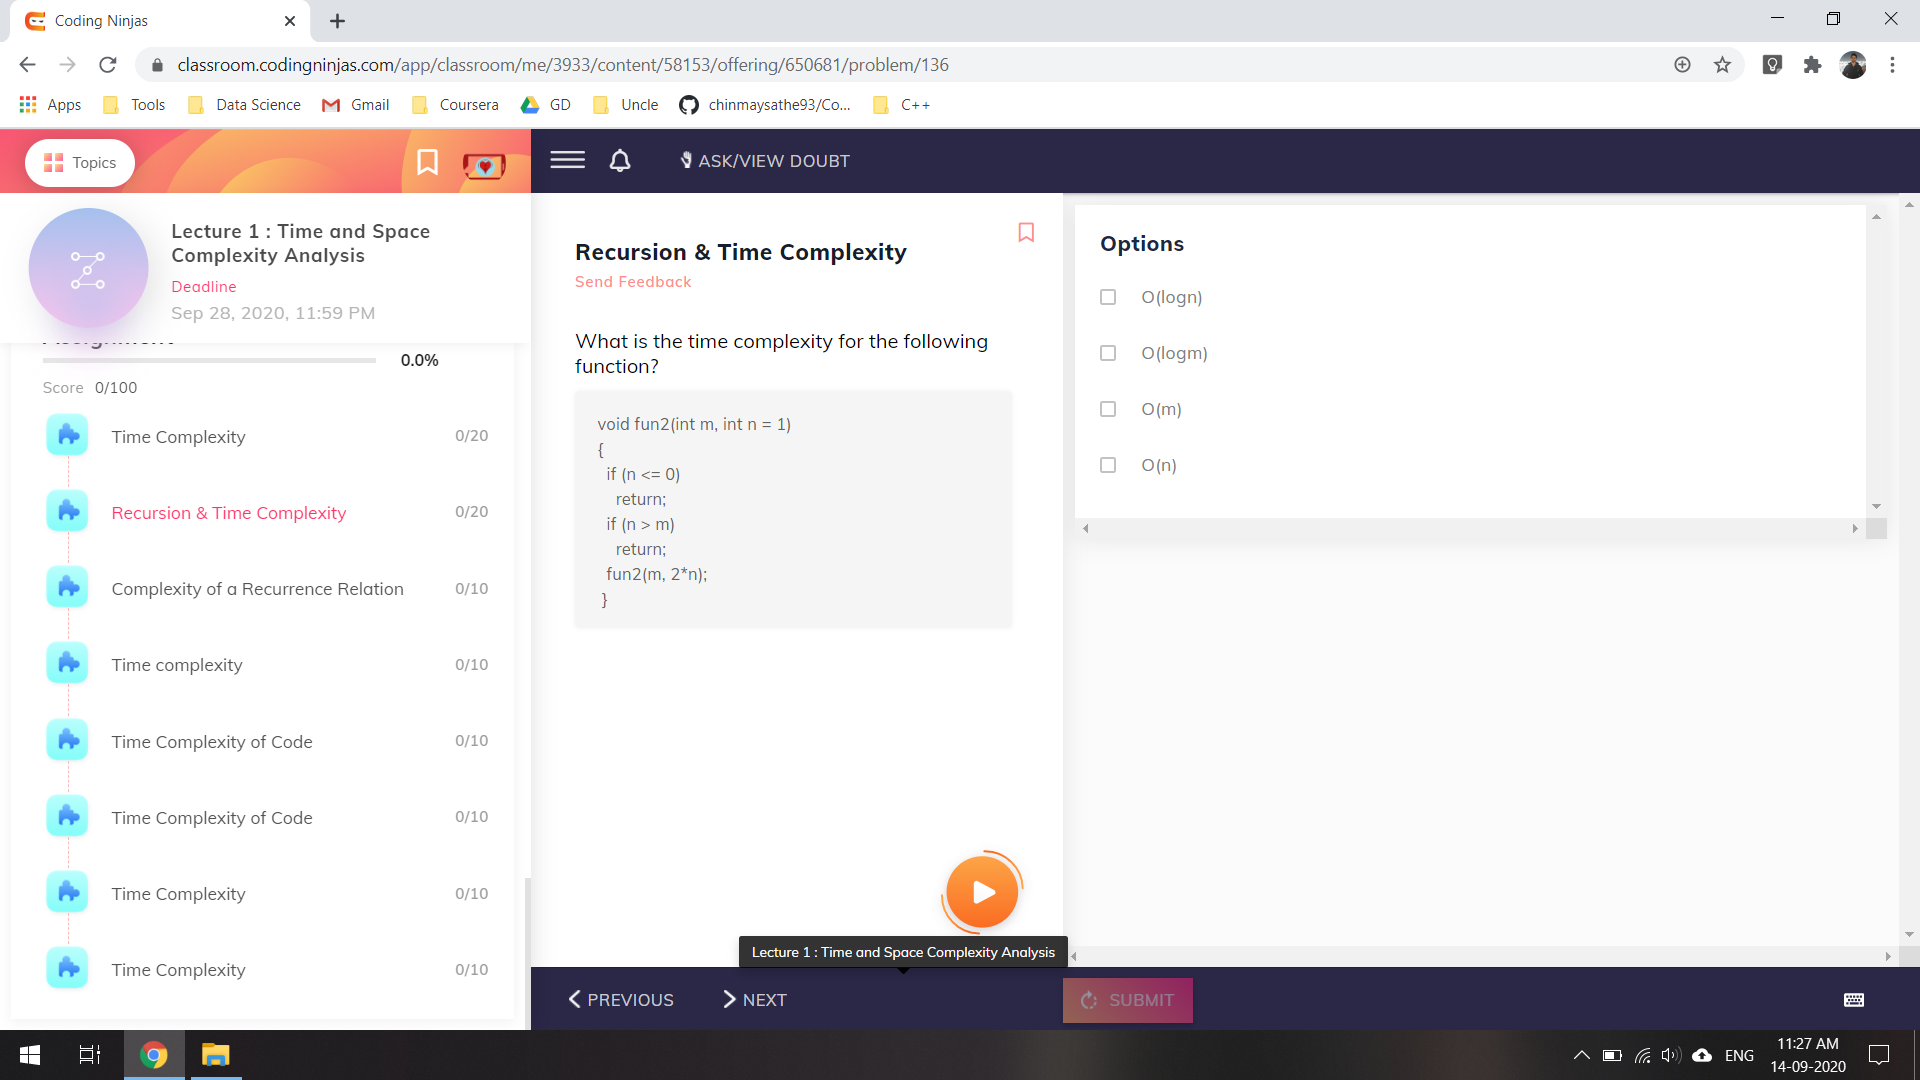 Coding Ninjas
classroom.codingninjas.com/app/classroom/me/3933/content/58153/offering/650681/problem/136
Apps
Tools
Data Science
Gmail
Coursera
GD
Uncle
chinmaysathe93/Co...
C++
Topics
ASK/VIEW DOUBT
Lecture 1 : Time and Space
Complexity Analysis
Deadline
Sep 28, 2020, 11:59 PM
Assignment
0.0%
Score 0/100
Time Complexity 0/20
Recursion & Time Complexity 0/20
Complexity of a Recurrence Relation 0/10
Time complexity 0/10
Time Complexity of Code 0/10
Time Complexity of Code 0/10
Time Complexity 0/10
Time Complexity 0/10
Recursion & Time Complexity
Send Feedback
What is the time complexity for the following
function?
void fun2(int m, int n = 1)
{
if (n <= 0)
return;
if (n > m)
return;
fun2(m, 2*n);
}
Options
O(logn)
O(logm)
O(m)
O(n)
Lecture 1 : Time and Space Complexity Analysis
PREVIOUS
NEXT
SUBMIT
ENG
11:27 AM
14-09-2020